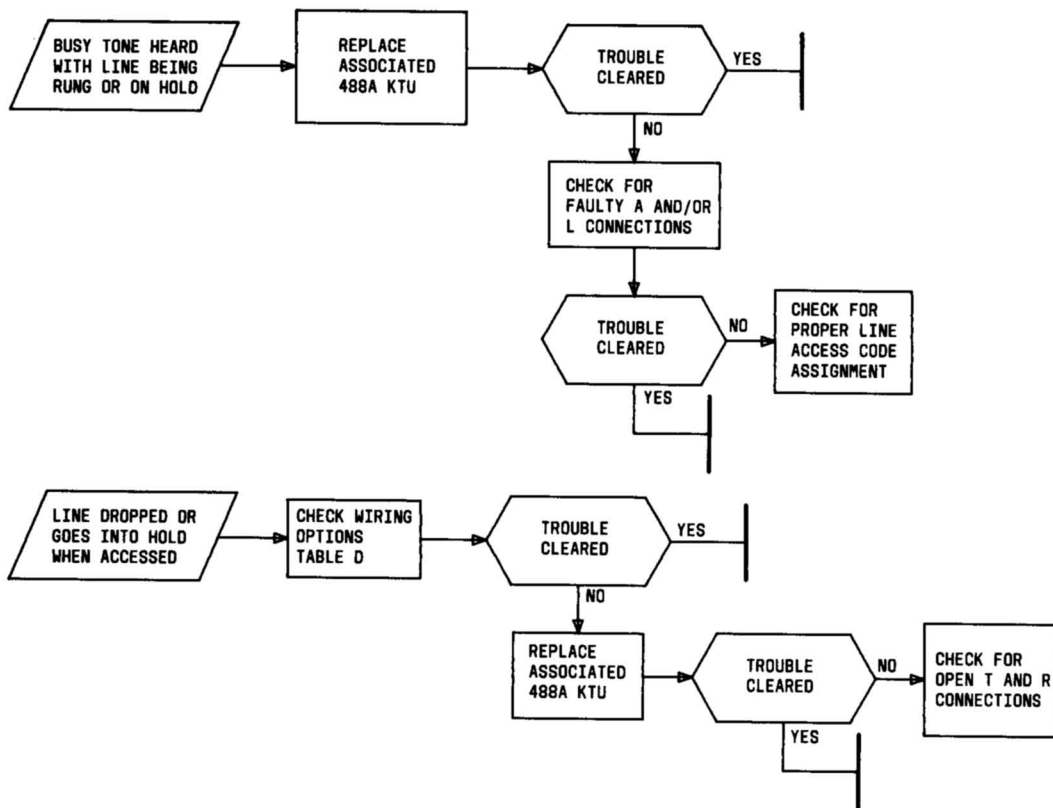 BUSY TONE HEARD
WITH LINE BEING
RUNG OR ON HOLD
REPLACE
ASSOCIATED
488A KTU
TROUBLE
CLEARED
YES
NO
CHECK FOR
FAULTY A AND/OR
L CONNECTIONS
TROUBLE
CLEARED
NO
CHECK FOR
PROPER LINE
ACCESS CODE
ASSIGNMENT
YES
LINE DROPPED OR
GOES INTO HOLD
WHEN ACCESSED
CHECK WIRING
OPTIONS
TABLE D
TROUBLE
CLEARED
YES
NO
REPLACE
ASSOCIATED
488A KTU
TROUBLE
CLEARED
NO
CHECK FOR
OPEN T AND R
CONNECTIONS
YES